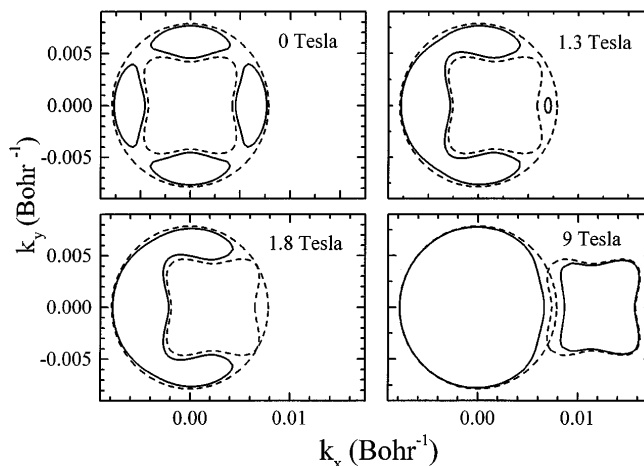 0 Tesla
1.3 Tesla
0.005
0.000
-0.005
1.8 Tesla
9 Tesla
0.005
0.000
-0.005
0.00
0.01
0.00
0.01
k_y (Bohr^-1)
k_x (Bohr^-1)